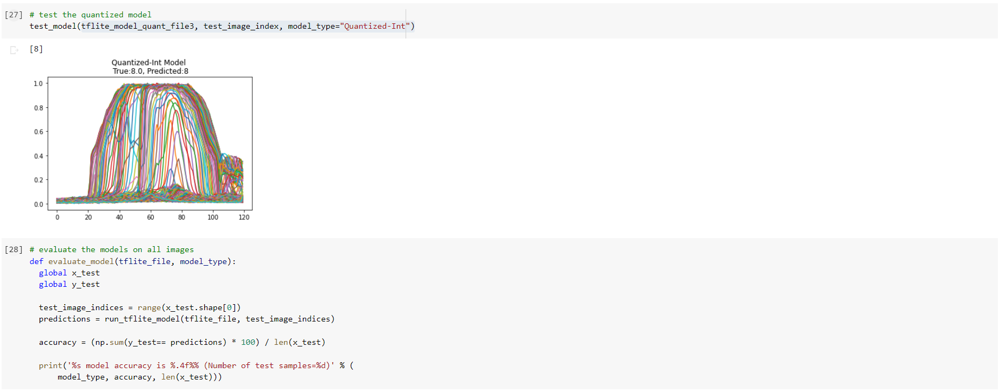 [27] # test the quantized model
test_model(tflite_model_quant_file3, test_image_index, model_type="Quantized-Int")
[8]
Quantized-Int Model
True:8.0, Predicted:8
1.0
0.8
0.6
0.4
0.2
0.0
0 20 40 60 80 100 120
[28] # evaluate the models on all images
def evaluate_model(tflite_file, model_type):
  global x_test
  global y_test
  test_image_indices = range(x_test.shape[0])
  predictions = run_tflite_model(tflite_file, test_image_indices)
  accuracy = (np.sum(y_test== predictions) * 100) / len(x_test)
  print('%s model accuracy is %.4f%% (Number of test samples=%d)' % (
      model_type, accuracy, len(x_test)))